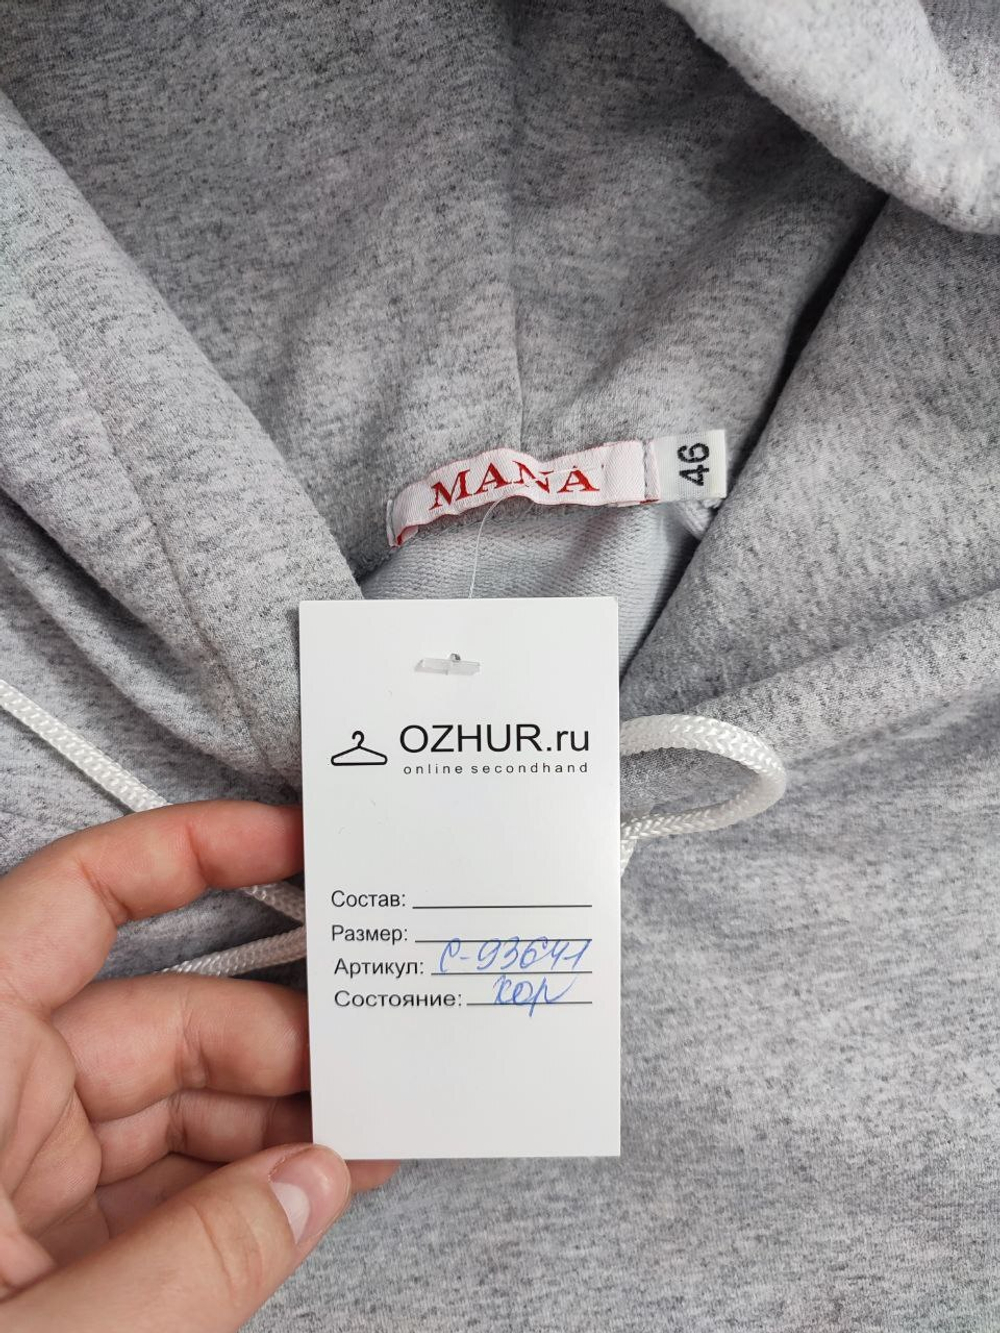 MANA
46
OZHUR.ru
online secondhand
Состав:
Размер:
Артикул: С-93641
Состояние: хор